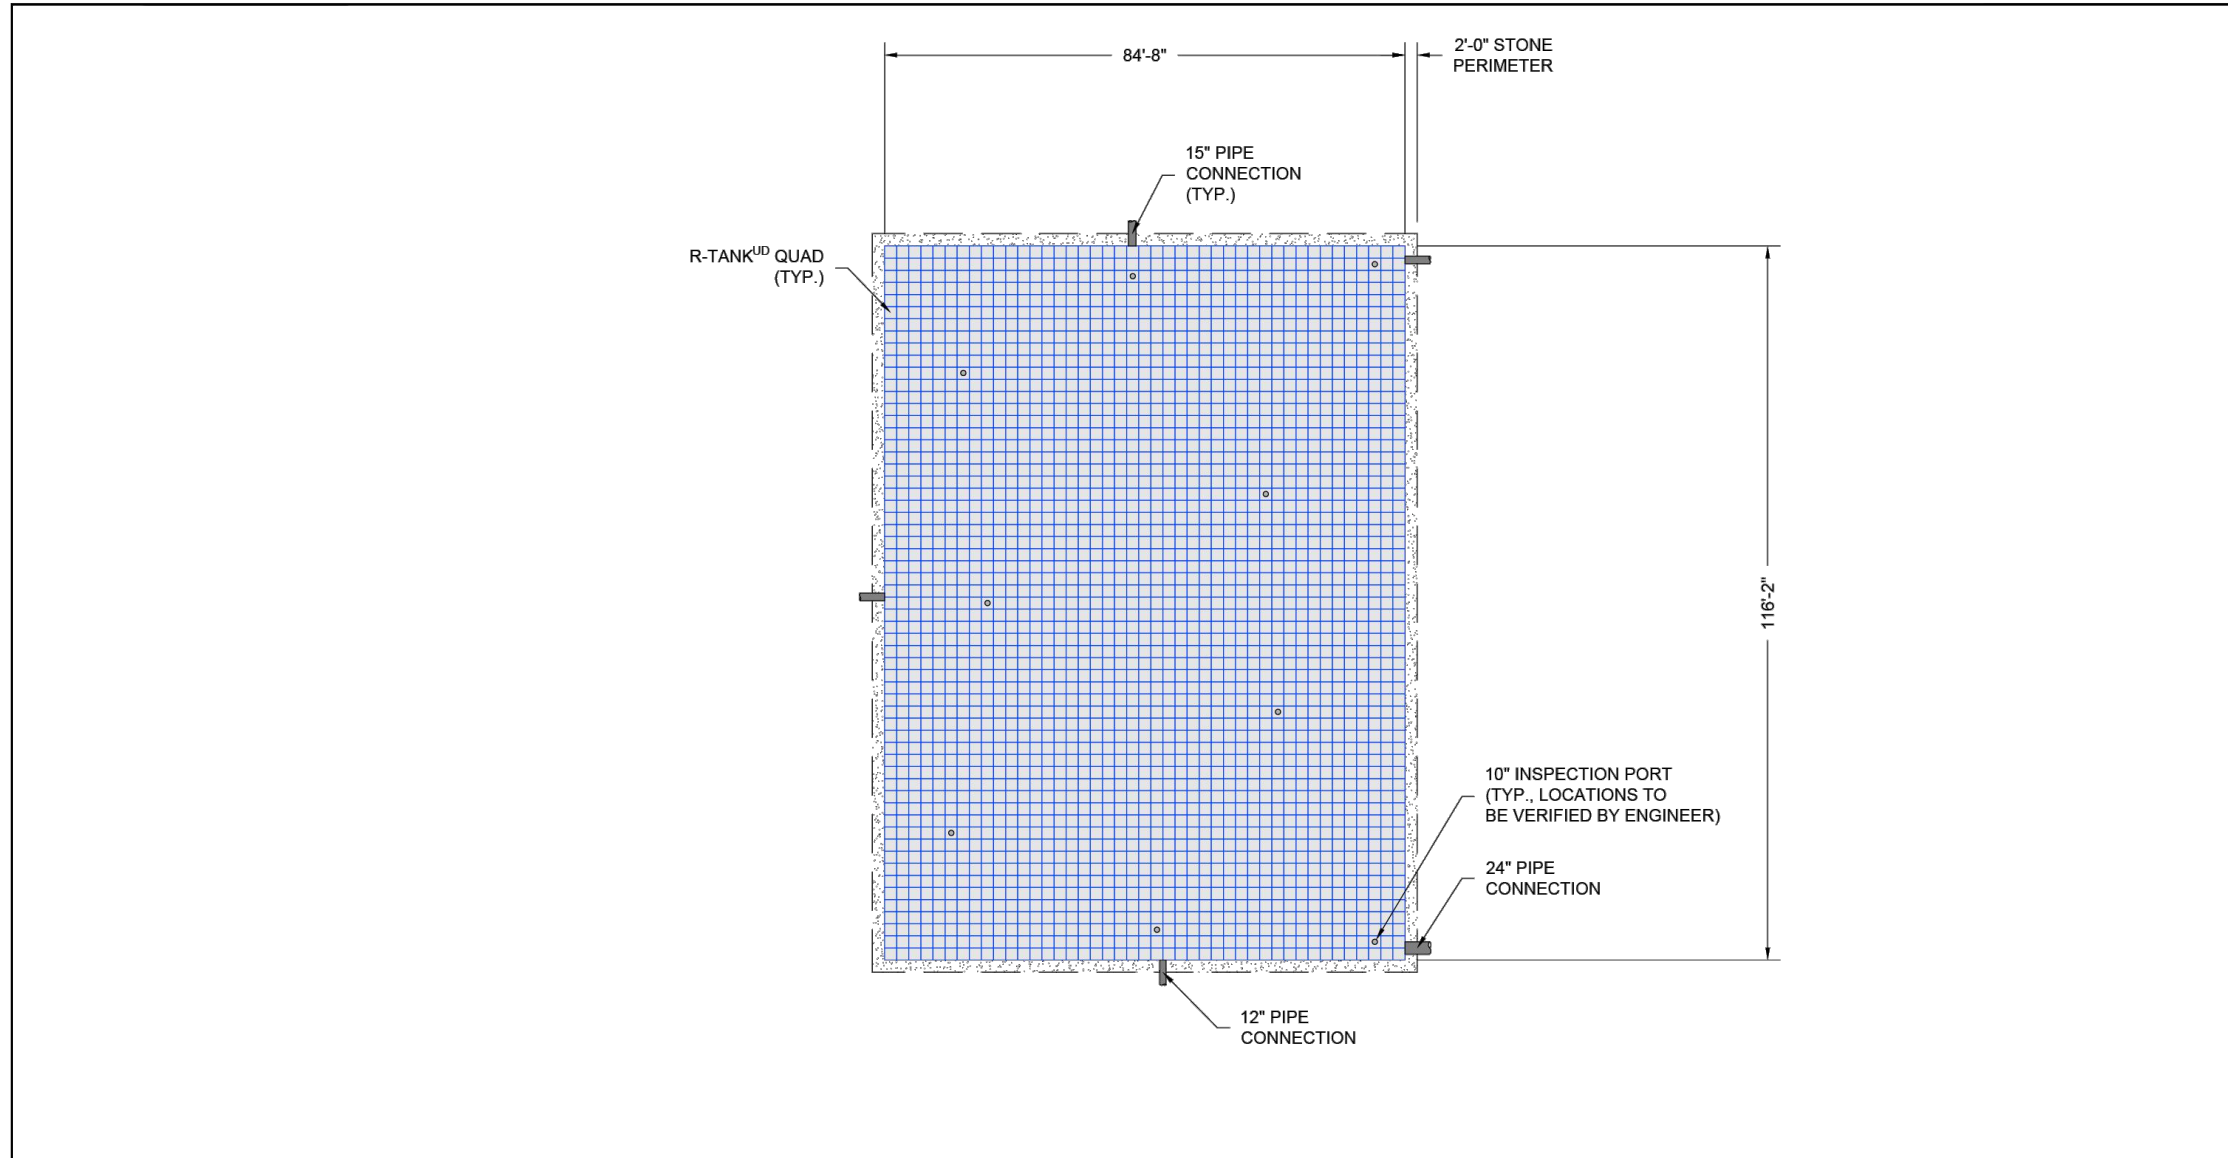 84'-8"
2'-0" STONE
PERIMETER
15" PIPE
CONNECTION
(TYP.)
R-TANKUD QUAD
(TYP.)
116'-2"
10" INSPECTION PORT
(TYP., LOCATIONS TO
BE VERIFIED BY ENGINEER)
24" PIPE
CONNECTION
12" PIPE
CONNECTION